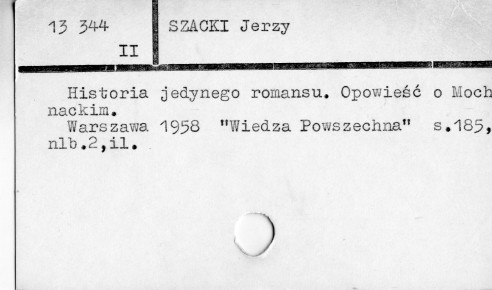 13 344
II
SZACKI Jerzy
Historia jedynego romansu. Opowieść o Moch
nackim.
Warszawa 1958 "Wiedza Powszechna" s.185,
nlb.2,il.